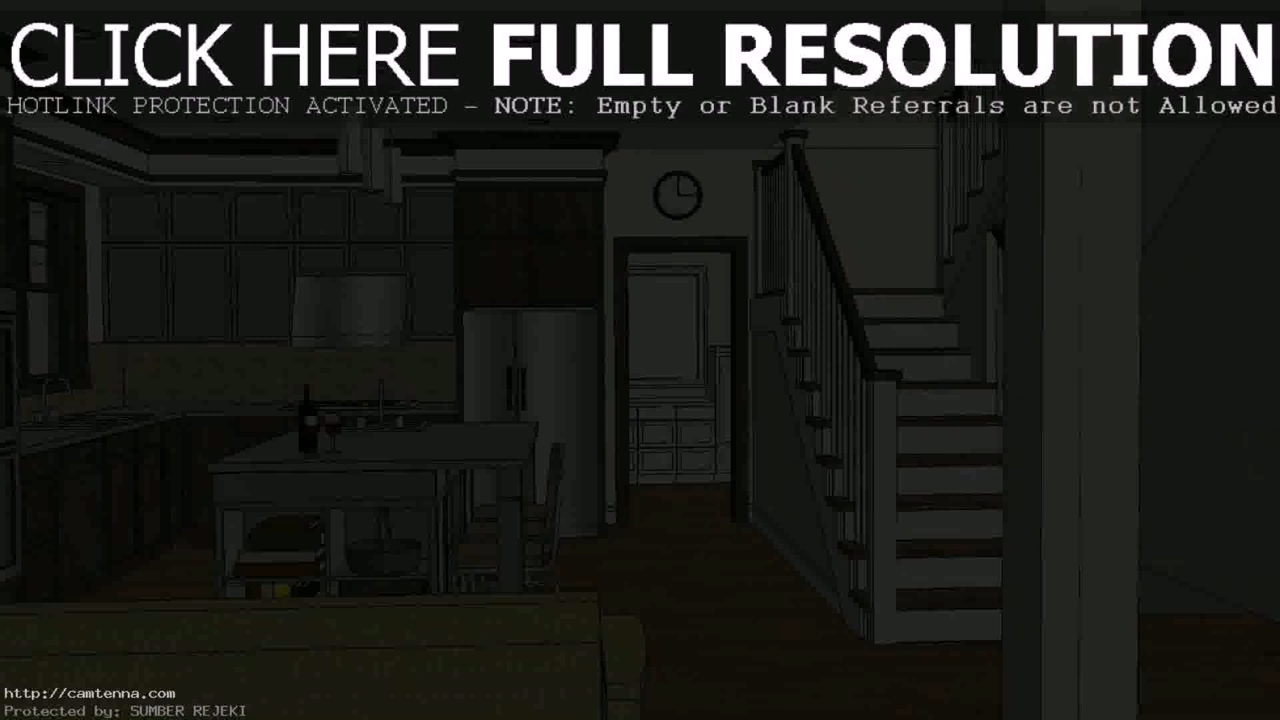 CLICK HERE FULL RESOLUTION
HOTLINK PROTECTION ACTIVATED – NOTE: Empty or Blank Referrals are not Allowed
http://camtenna.com
Protected by: SUMBER REJEKI